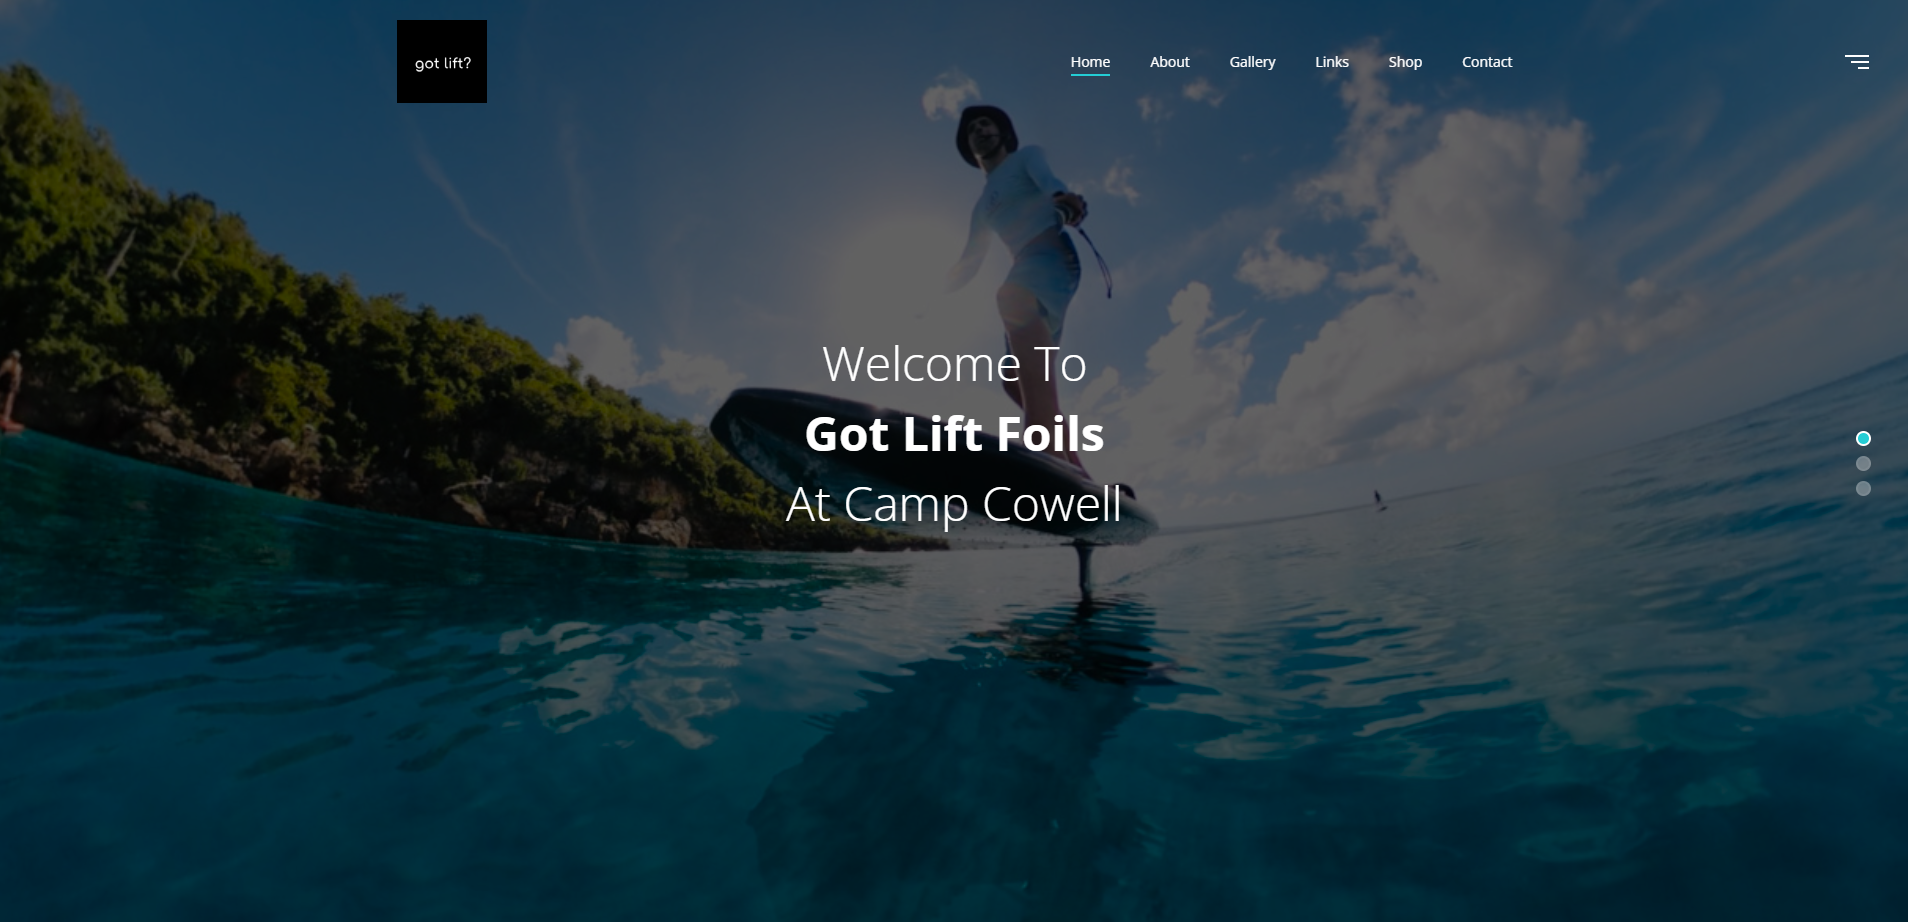 got lift?
Home
About
Gallery
Links
Shop
Contact
Welcome To
Got Lift Foils
At Camp Cowell